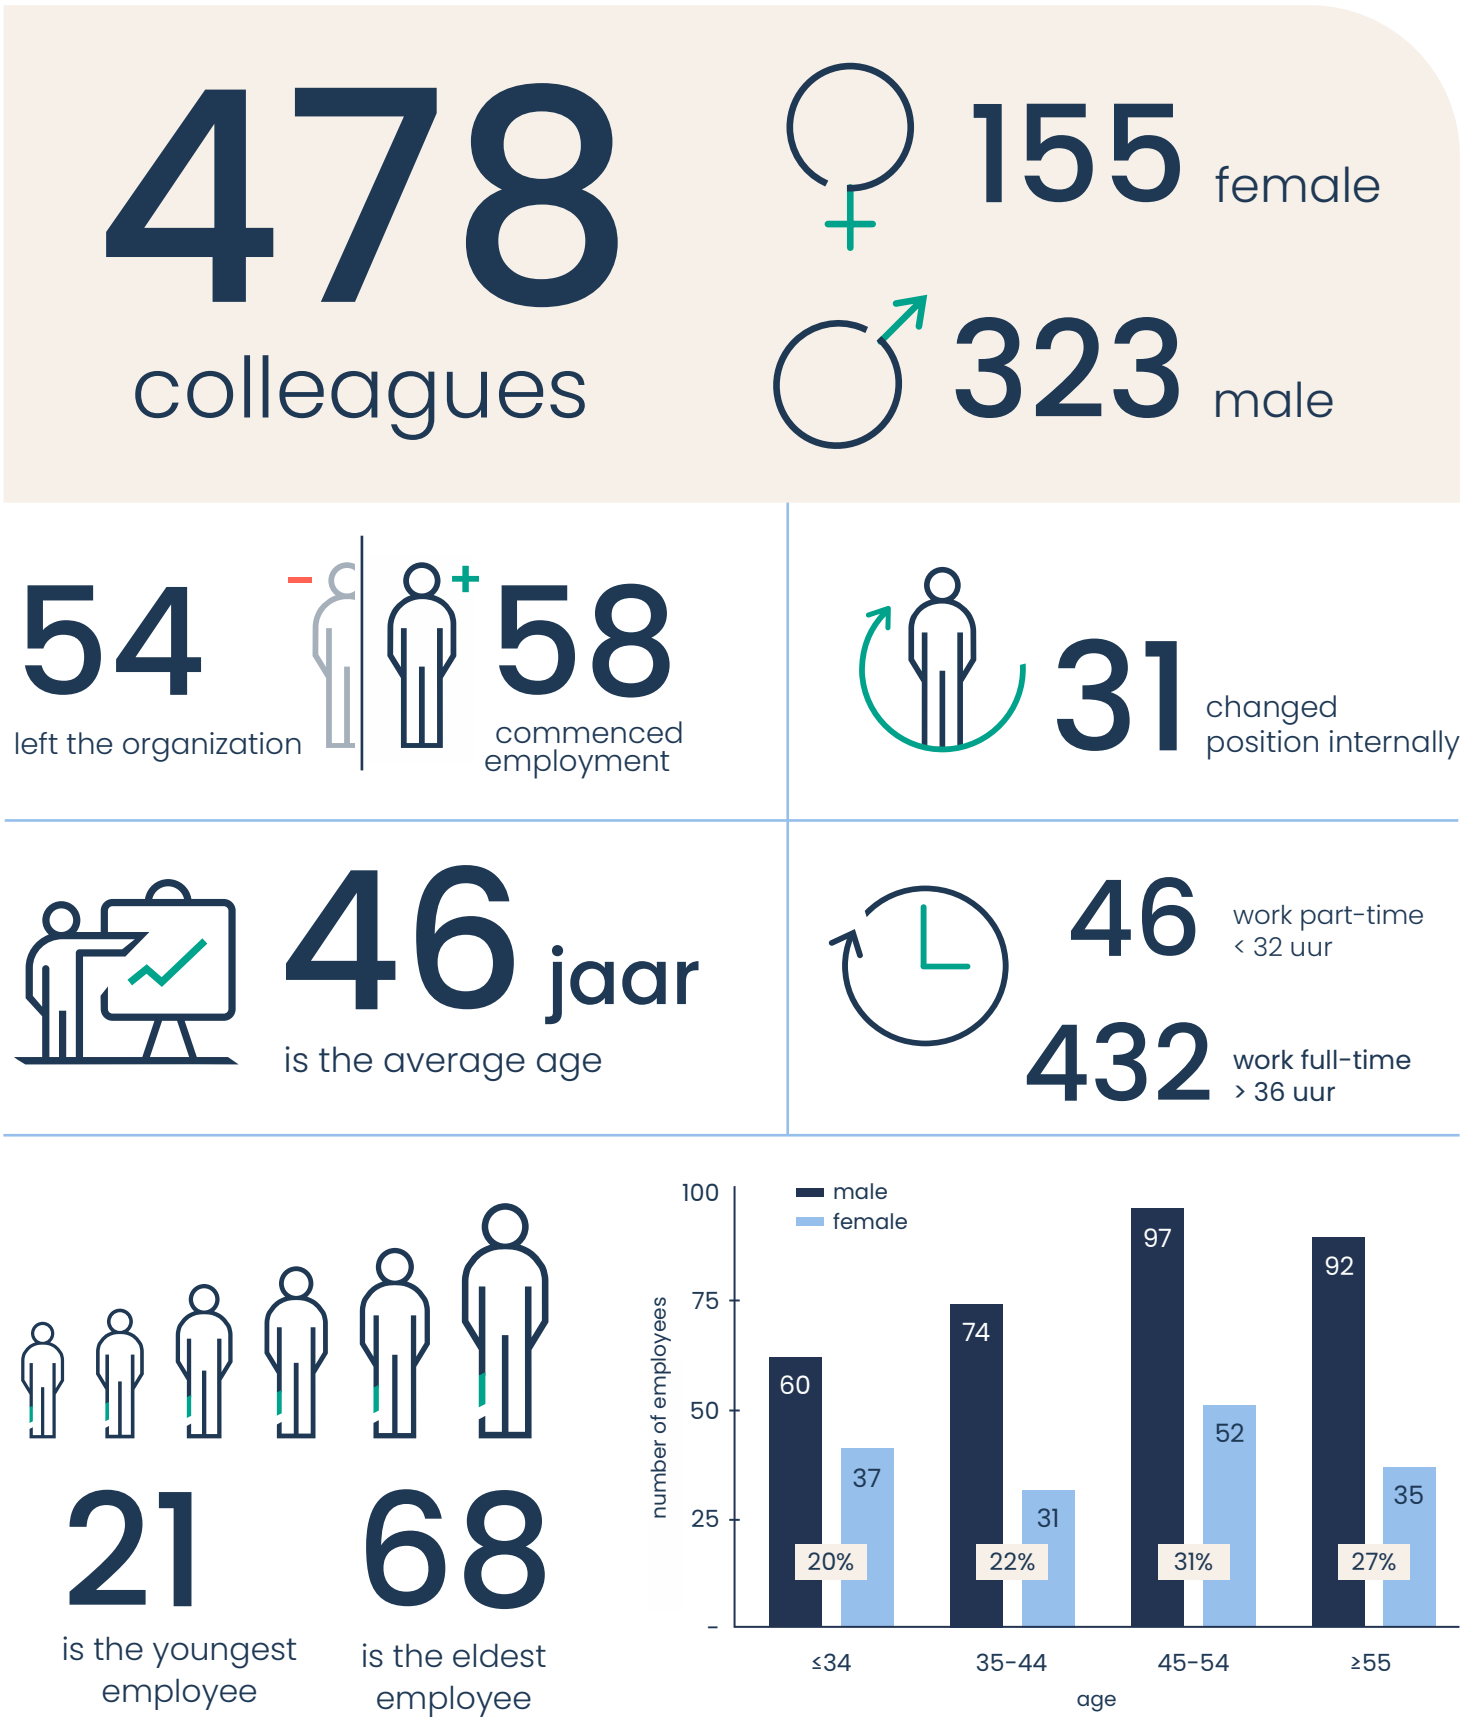 478
colleagues
155 female
323 male
54
left the organization
58
commenced
employment
31
changed
position internally
46 jaar
is the average age
46
work part-time
< 32 uur
432
work full-time
> 36 uur
21
is the youngest
employee
68
is the eldest
employee
male
female
number of employees
100
75
50
25
–
60
37
20%
74
31
22%
97
52
31%
92
35
27%
≤34
35-44
45-54
≥55
age